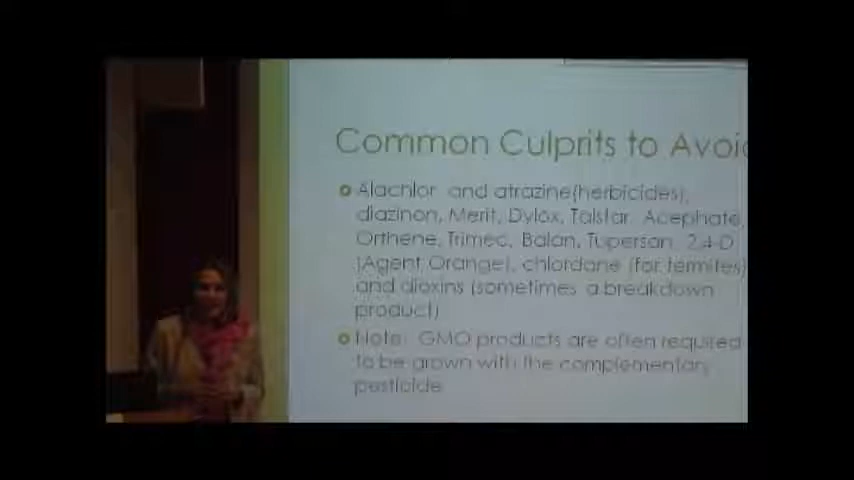 Common Culprits to Avoi
Alachlor and atrazine(herbicides),
diazinon, Merit, Dylox, Talstar, Acephate,
Orthene, Trimec, Balan, Tupersan, 2,4-D
(Agent Orange), chlordane (for termites)
and dioxins (sometimes a breakdown
product)
Note: GMO products are often required
to be grown with the complementary
pesticide